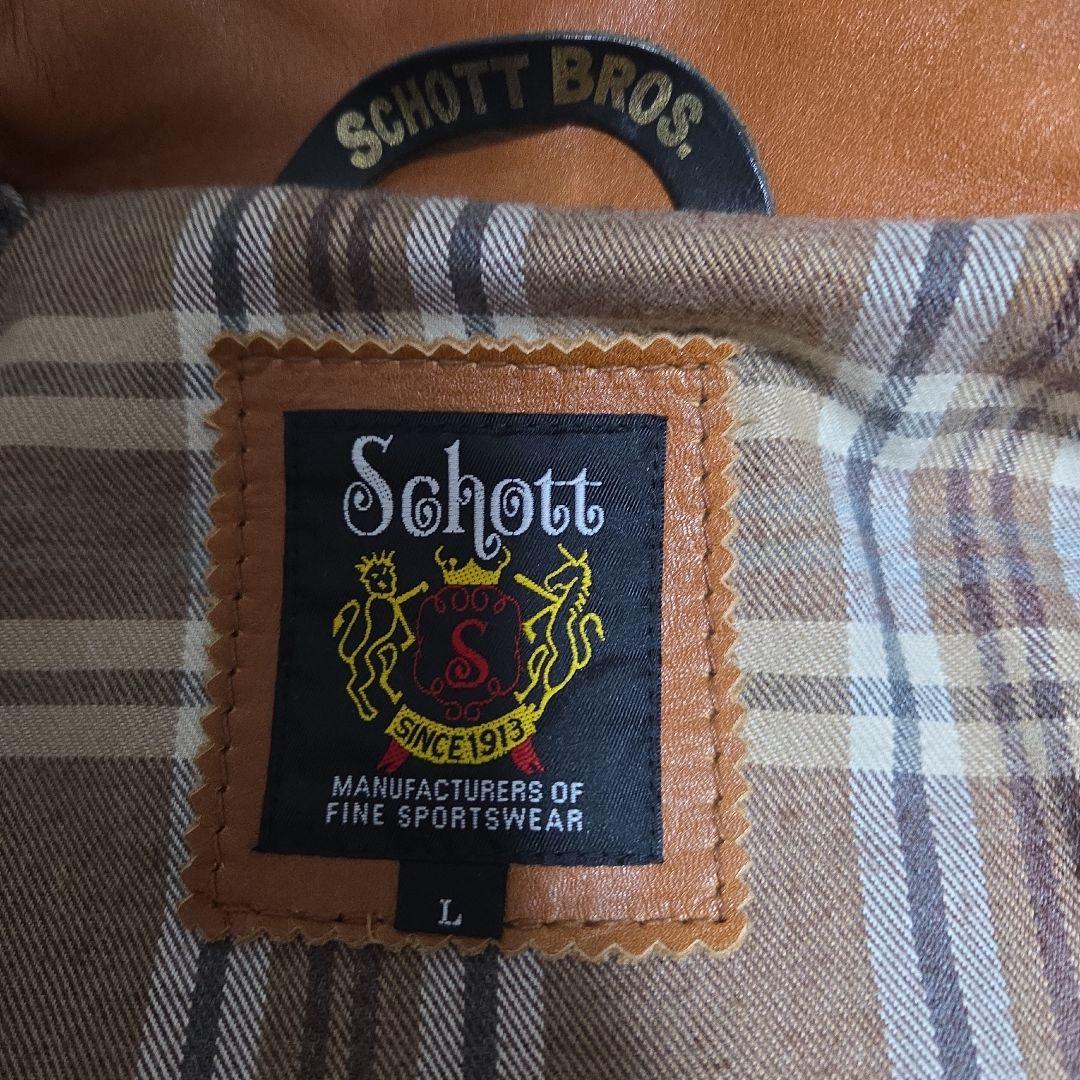 SCHOTT BROS.
Schott
S
SINCE 1913
MANUFACTURERS OF
FINE SPORTSWEAR
L